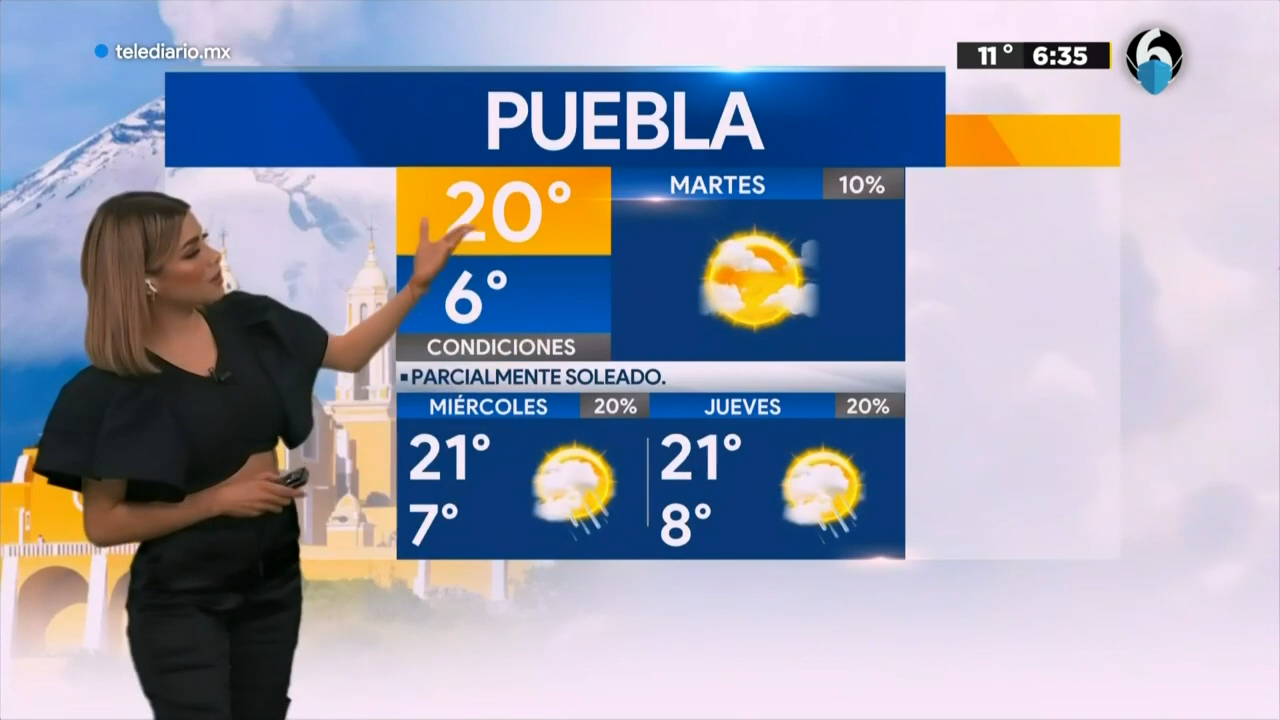 telediario.mx
11° 6:35
6
PUEBLA
20°
MARTES 10%
6°
CONDICIONES
▪PARCIALMENTE SOLEADO.
MIÉRCOLES 20% JUEVES 20%
21° 21°
7° 8°